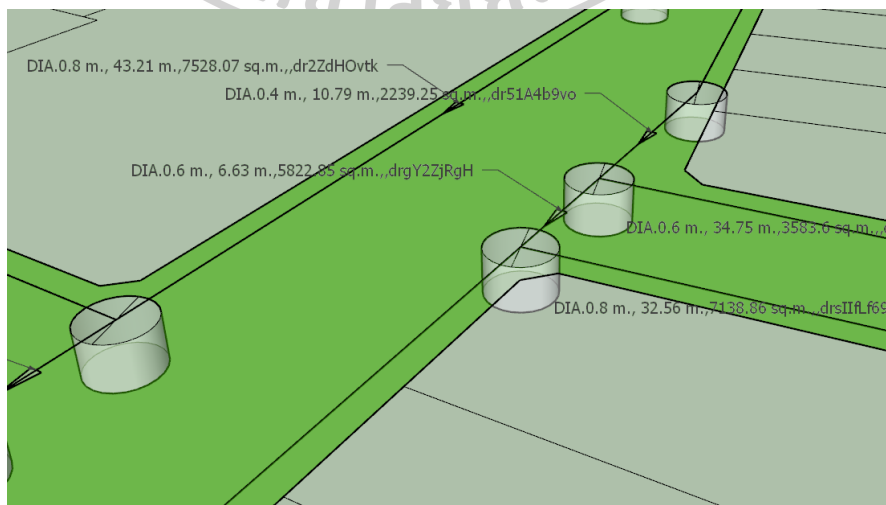 DIA.0.8 m., 43.21 m.,7528.07 sq.m.,,dr2ZdHOvtk
DIA.0.4 m., 10.79 m.,2239.25 sq.m.,,dr51A4b9vo
DIA.0.6 m., 6.63 m.,5822.85 sq.m.,,drgY2ZjRgH
DIA.0.6 m., 34.75 m.,3583.6 sq.m.,,
DIA.0.8 m., 32.56 m.,7138.86 sq.m.,,drsIIfLf69